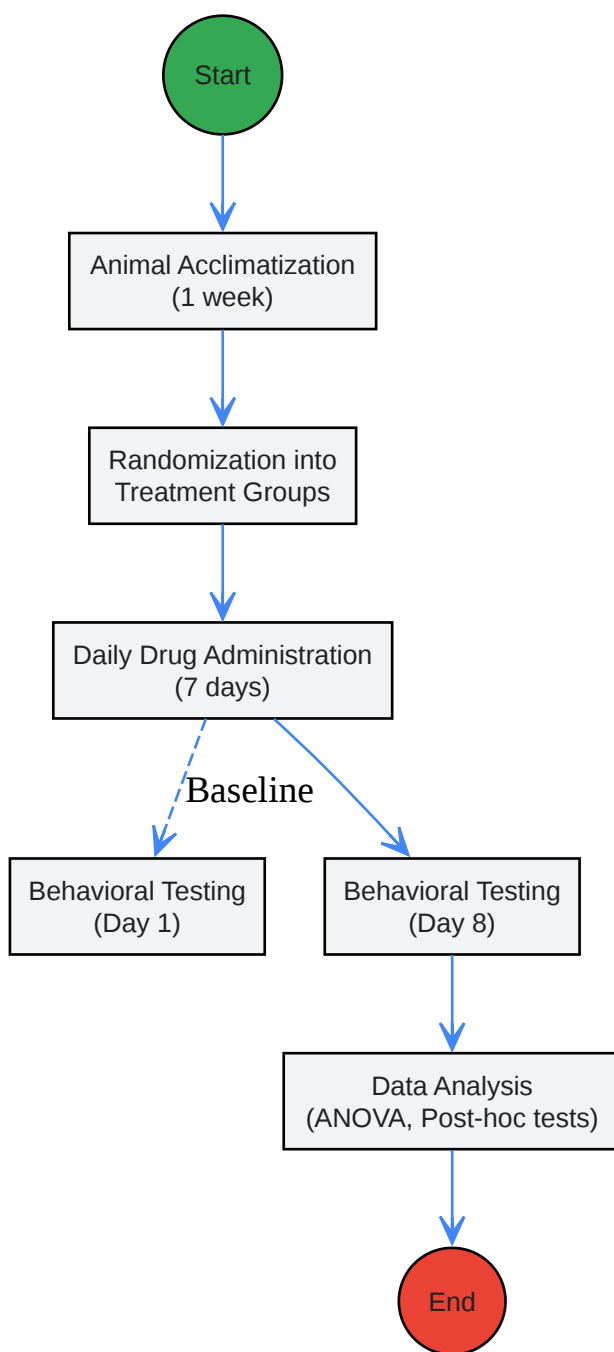 Start
Animal Acclimatization
(1 week)
Randomization into
Treatment Groups
Daily Drug Administration
(7 days)
Baseline
Behavioral Testing
(Day 1)
Behavioral Testing
(Day 8)
Data Analysis
(ANOVA, Post-hoc tests)
End